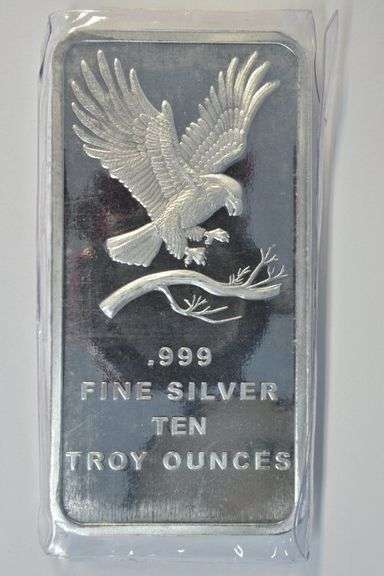 .999
FINE SILVER
TEN
TROY OUNCES